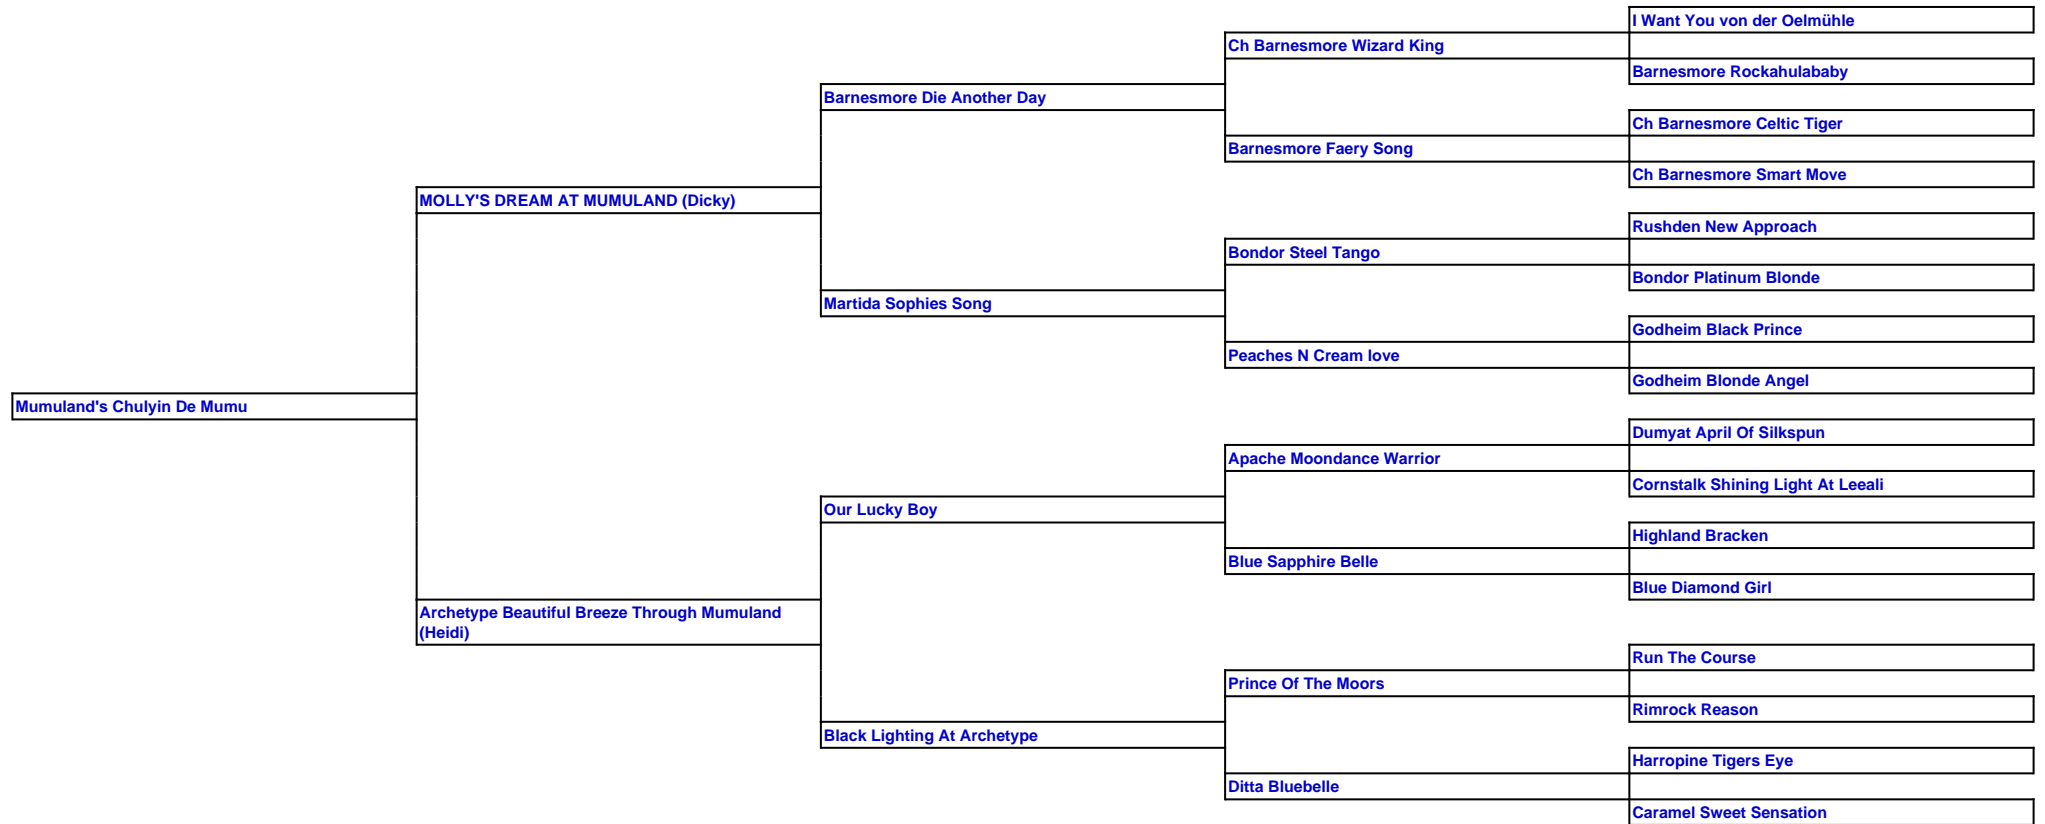 I Want You von der Oelmühle
Ch Barnesmore Wizard King
Barnesmore Rockahulababy
Barnesmore Die Another Day
Ch Barnesmore Celtic Tiger
Barnesmore Faery Song
Ch Barnesmore Smart Move
MOLLY'S DREAM AT MUMULAND (Dicky)
Rushden New Approach
Bondor Steel Tango
Bondor Platinum Blonde
Martida Sophies Song
Godheim Black Prince
Peaches N Cream love
Godheim Blonde Angel
Mumuland's Chulyin De Mumu
Dumyat April Of Silkspun
Apache Moondance Warrior
Cornstalk Shining Light At Leeali
Our Lucky Boy
Highland Bracken
Blue Sapphire Belle
Blue Diamond Girl
Archetype Beautiful Breeze Through Mumuland
(Heidi)
Run The Course
Prince Of The Moors
Rimrock Reason
Black Lighting At Archetype
Harropine Tigers Eye
Ditta Bluebelle
Caramel Sweet Sensation